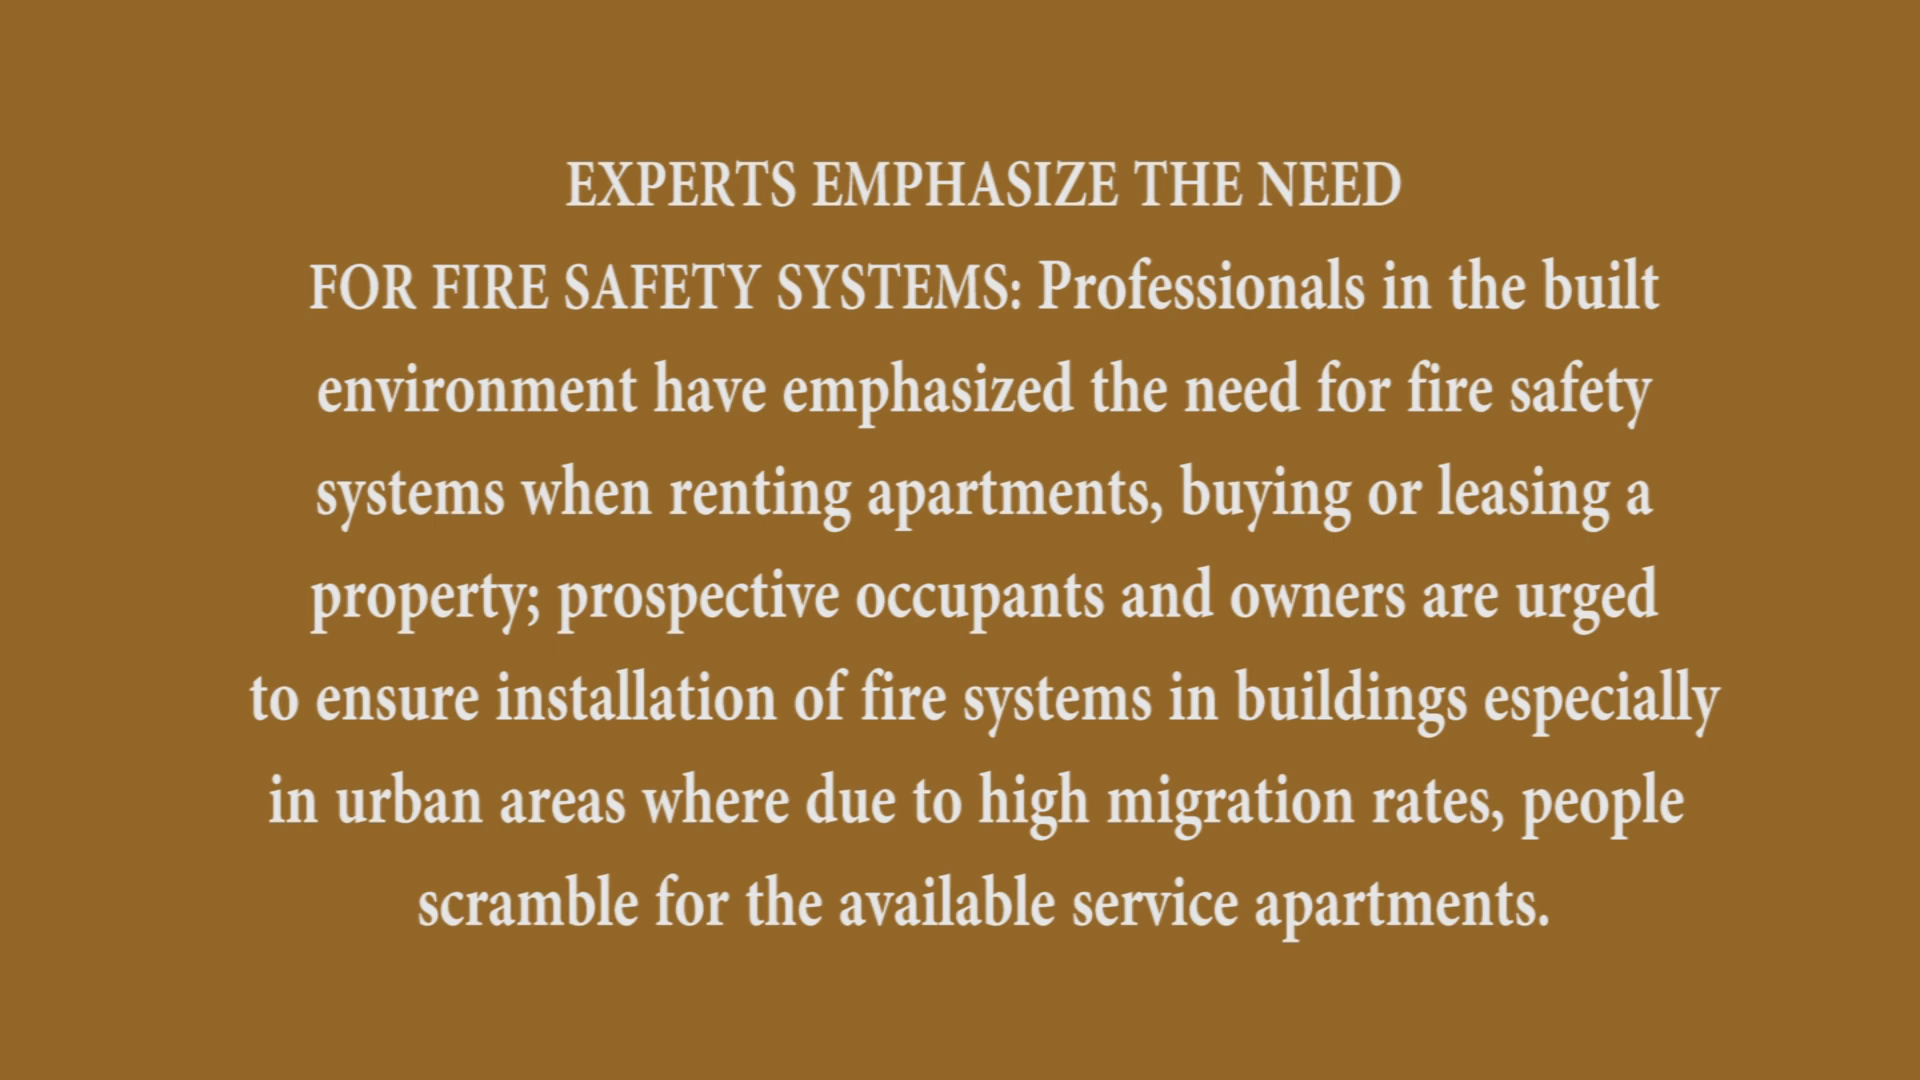 EXPERTS EMPHASIZE THE NEED
FOR FIRE SAFETY SYSTEMS: Professionals in the built
environment have emphasized the need for fire safety
systems when renting apartments, buying or leasing a
property; prospective occupants and owners are urged
to ensure installation of fire systems in buildings especially
in urban areas where due to high migration rates, people
scramble for the available service apartments.